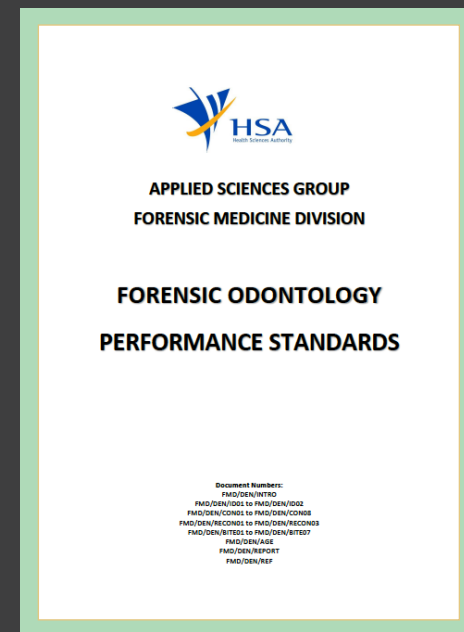 HSA
Health Sciences Authority
APPLIED SCIENCES GROUP
FORENSIC MEDICINE DIVISION
FORENSIC ODONTOLOGY
PERFORMANCE STANDARDS
Document Numbers:
FMD/DEN/INTRO
FMD/DEN/ID01 to FMD/DEN/ID02
FMD/DEN/CON01 to FMD/DEN/CON08
FMD/DEN/RECON01 to FMD/DEN/RECON03
FMD/DEN/BITE01 to FMD/DEN/BITE07
FMD/DEN/AGE
FMD/DEN/REPORT
FMD/DEN/REF